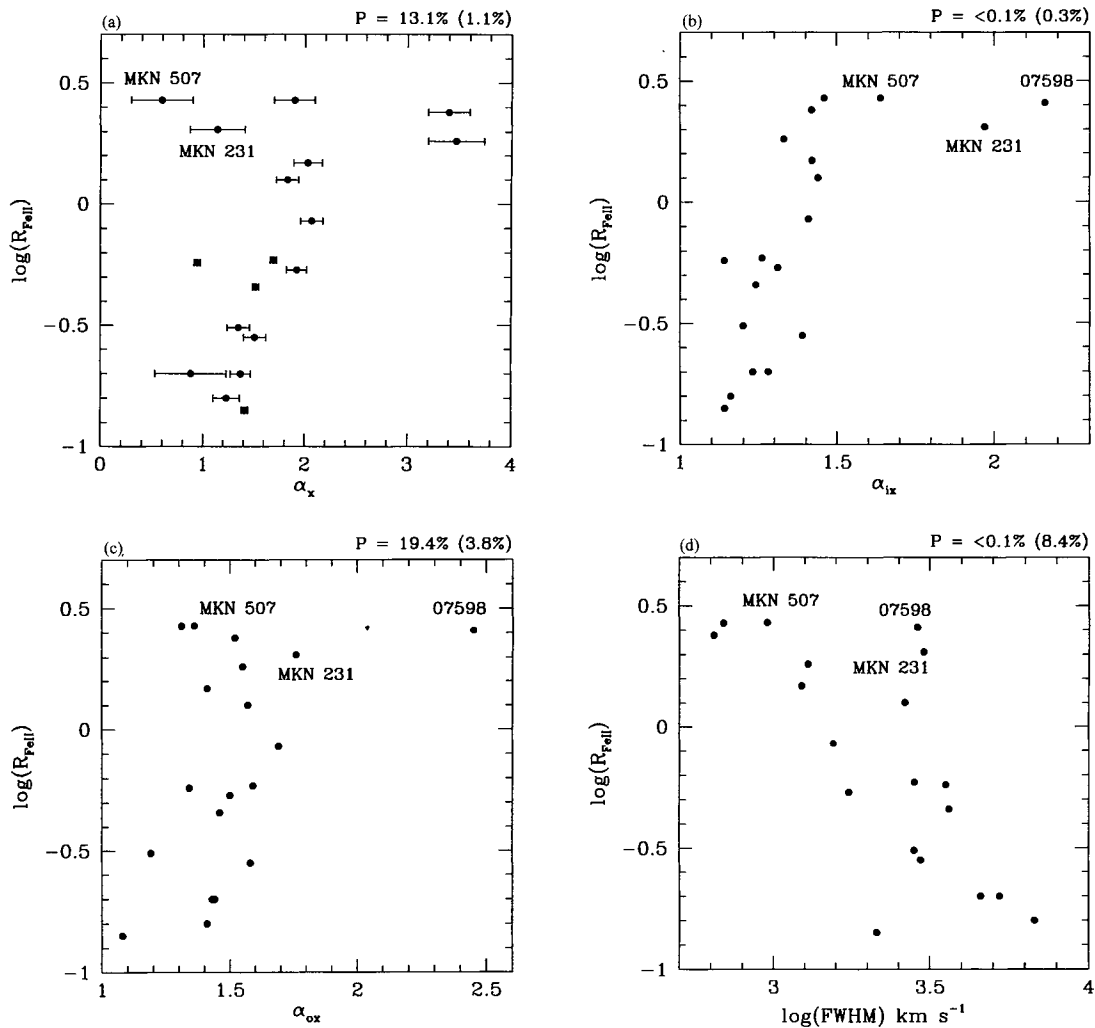 (a) P = 13.1% (1.1%)
MKN 507
MKN 231
0.5
0
−0.5
−1
log(R_FeII)
0 1 2 3 4
α_x
(b) P = <0.1% (0.3%)
MKN 507 07598
MKN 231
0.5
0
−0.5
−1
log(R_FeII)
1 1.5 2
α_ix
(c) P = 19.4% (3.8%)
MKN 507 07598
MKN 231
0.5
0
−0.5
−1
log(R_FeII)
1 1.5 2 2.5
α_ox
(d) P = <0.1% (8.4%)
MKN 507 07598
MKN 231
0.5
0
−0.5
−1
log(R_FeII)
3 3.5 4
log(FWHM) km s⁻¹